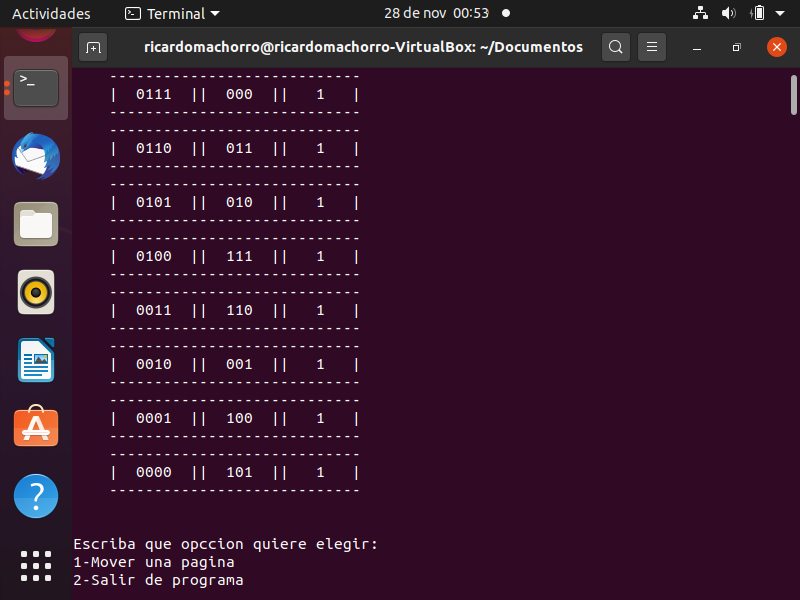 Actividades Terminal 28 de nov 00:53
ricardomachorro@ricardomachorro-VirtualBox: ~/Documentos
----------------------------
| 0111 || 000 || 1 |
----------------------------
----------------------------
| 0110 || 011 || 1 |
----------------------------
----------------------------
| 0101 || 010 || 1 |
----------------------------
----------------------------
| 0100 || 111 || 1 |
----------------------------
----------------------------
| 0011 || 110 || 1 |
----------------------------
----------------------------
| 0010 || 001 || 1 |
----------------------------
----------------------------
| 0001 || 100 || 1 |
----------------------------
----------------------------
| 0000 || 101 || 1 |
----------------------------
Escriba que opccion quiere elegir:
1-Mover una pagina
2-Salir de programa